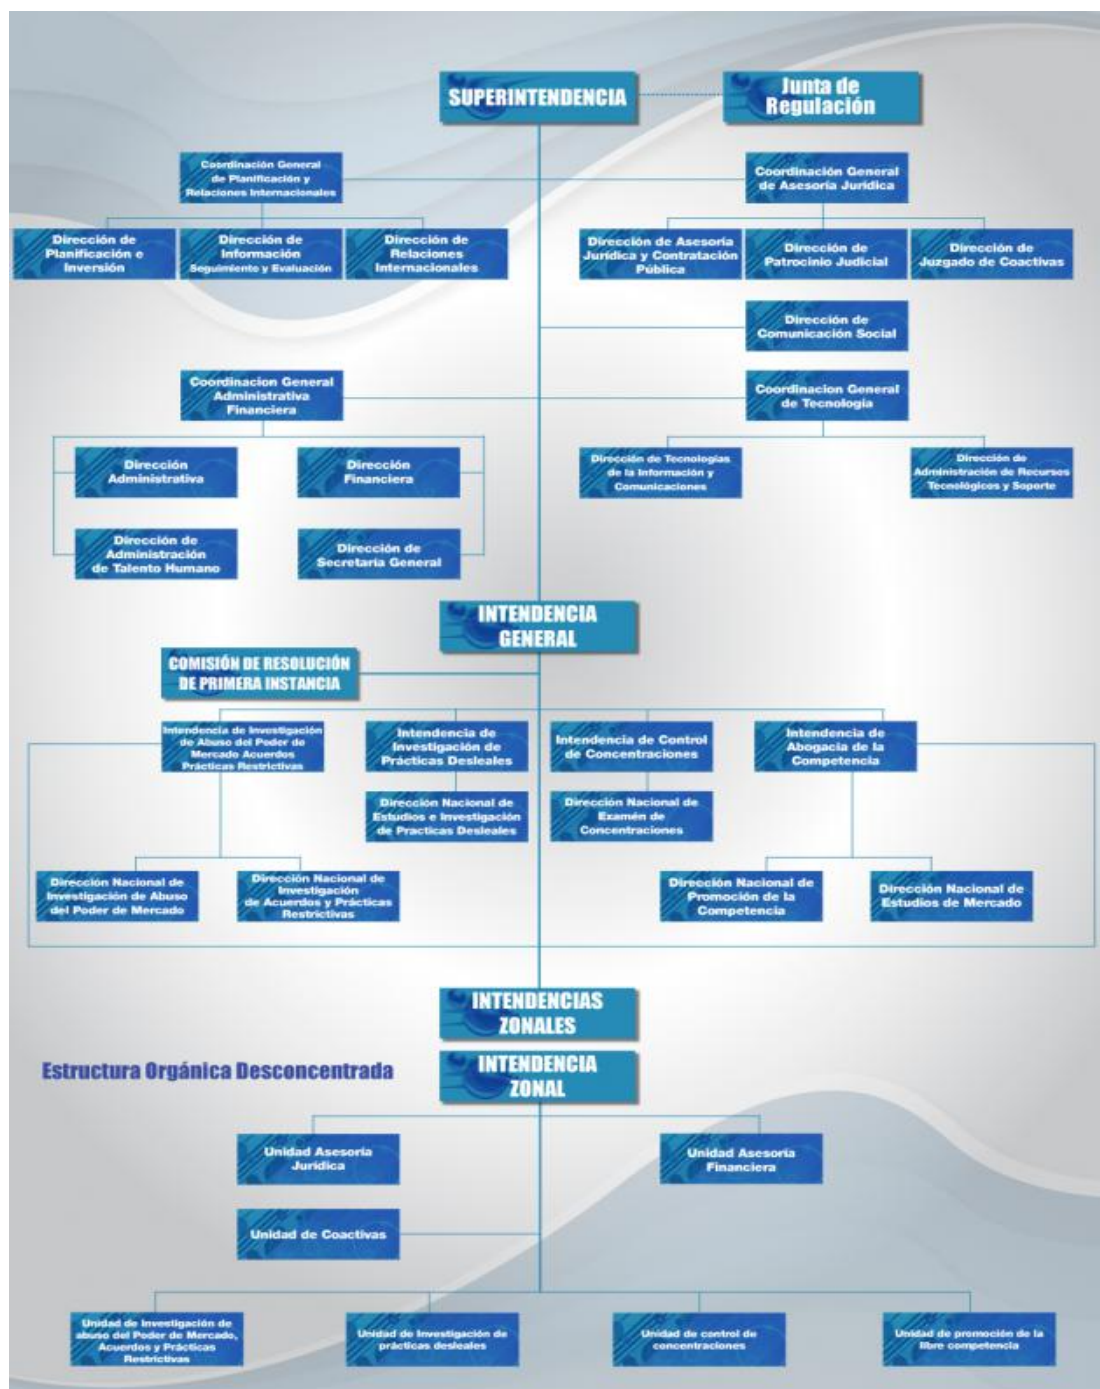 SUPERINTENDENCIA
Junta de
Regulación
Coordinación General
de Planificación y
Relaciones Internacionales
Coordinación General
de Asesoría Jurídica
Dirección de
Planificación e
Inversión
Dirección de
Información
Seguimiento y Evaluación
Dirección de
Relaciones
Internacionales
Dirección de Asesoría
Jurídica y Contratación
Pública
Dirección de
Patrocinio Judicial
Dirección de
Juzgado de Coactivas
Dirección de
Comunicación Social
Coordinacion General
Administrativa
Financiera
Coordinacion General
de Tecnología
Dirección
Administrativa
Dirección
Financiera
Dirección de Tecnologías
de la Información y
Comunicaciones
Dirección de
Administración de Recursos
Tecnológicos y Soporte
Dirección de
Administración
de Talento Humano
Dirección de
Secretaría General
INTENDENCIA
GENERAL
COMISIÓN DE RESOLUCIÓN
DE PRIMERA INSTANCIA
Intendencia de Investigación
de Abuso del Poder de
Mercado Acuerdos
Prácticas Restrictivas
Intendencia de
Investigación de
Prácticas Desleales
Intendencia de Control
de Concentraciones
Intendencia de
Abogacía de la
Competencia
Dirección Nacional de
Estudios e Investigación
de Practicas Desleales
Dirección Nacional de
Exámen de
Concentraciones
Dirección Nacional de
Investigación de Abuso
del Poder de Mercado
Dirección Nacional de
Investigación
de Acuerdos y Prácticas
Restrictivas
Dirección Nacional de
Promoción de la
Competencia
Dirección Nacional de
Estudios de Mercado
INTENDENCIAS
ZONALES
Estructura Orgánica Desconcentrada
INTENDENCIA
ZONAL
Unidad Asesoría
Jurídica
Unidad Asesoría
Financiera
Unidad de Coactivas
Unidad de Investigación de
abuso del Poder de Mercado,
Acuerdos y Prácticas
Restrictivas
Unidad de Investigación de
prácticas desleales
Unidad de control de
concentraciones
Unidad de promoción de la
libre competencia